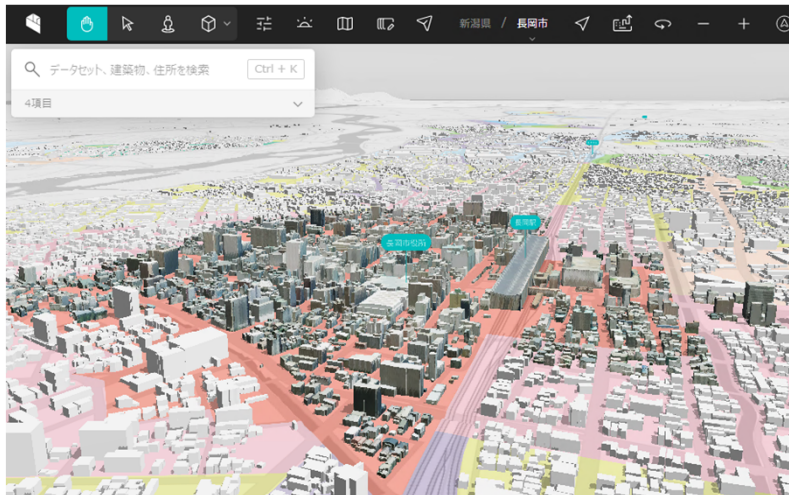 新潟県 / 長岡市
データセット、建築物、住所を検索 Ctrl + K
4項目
長岡駅
長岡市役所